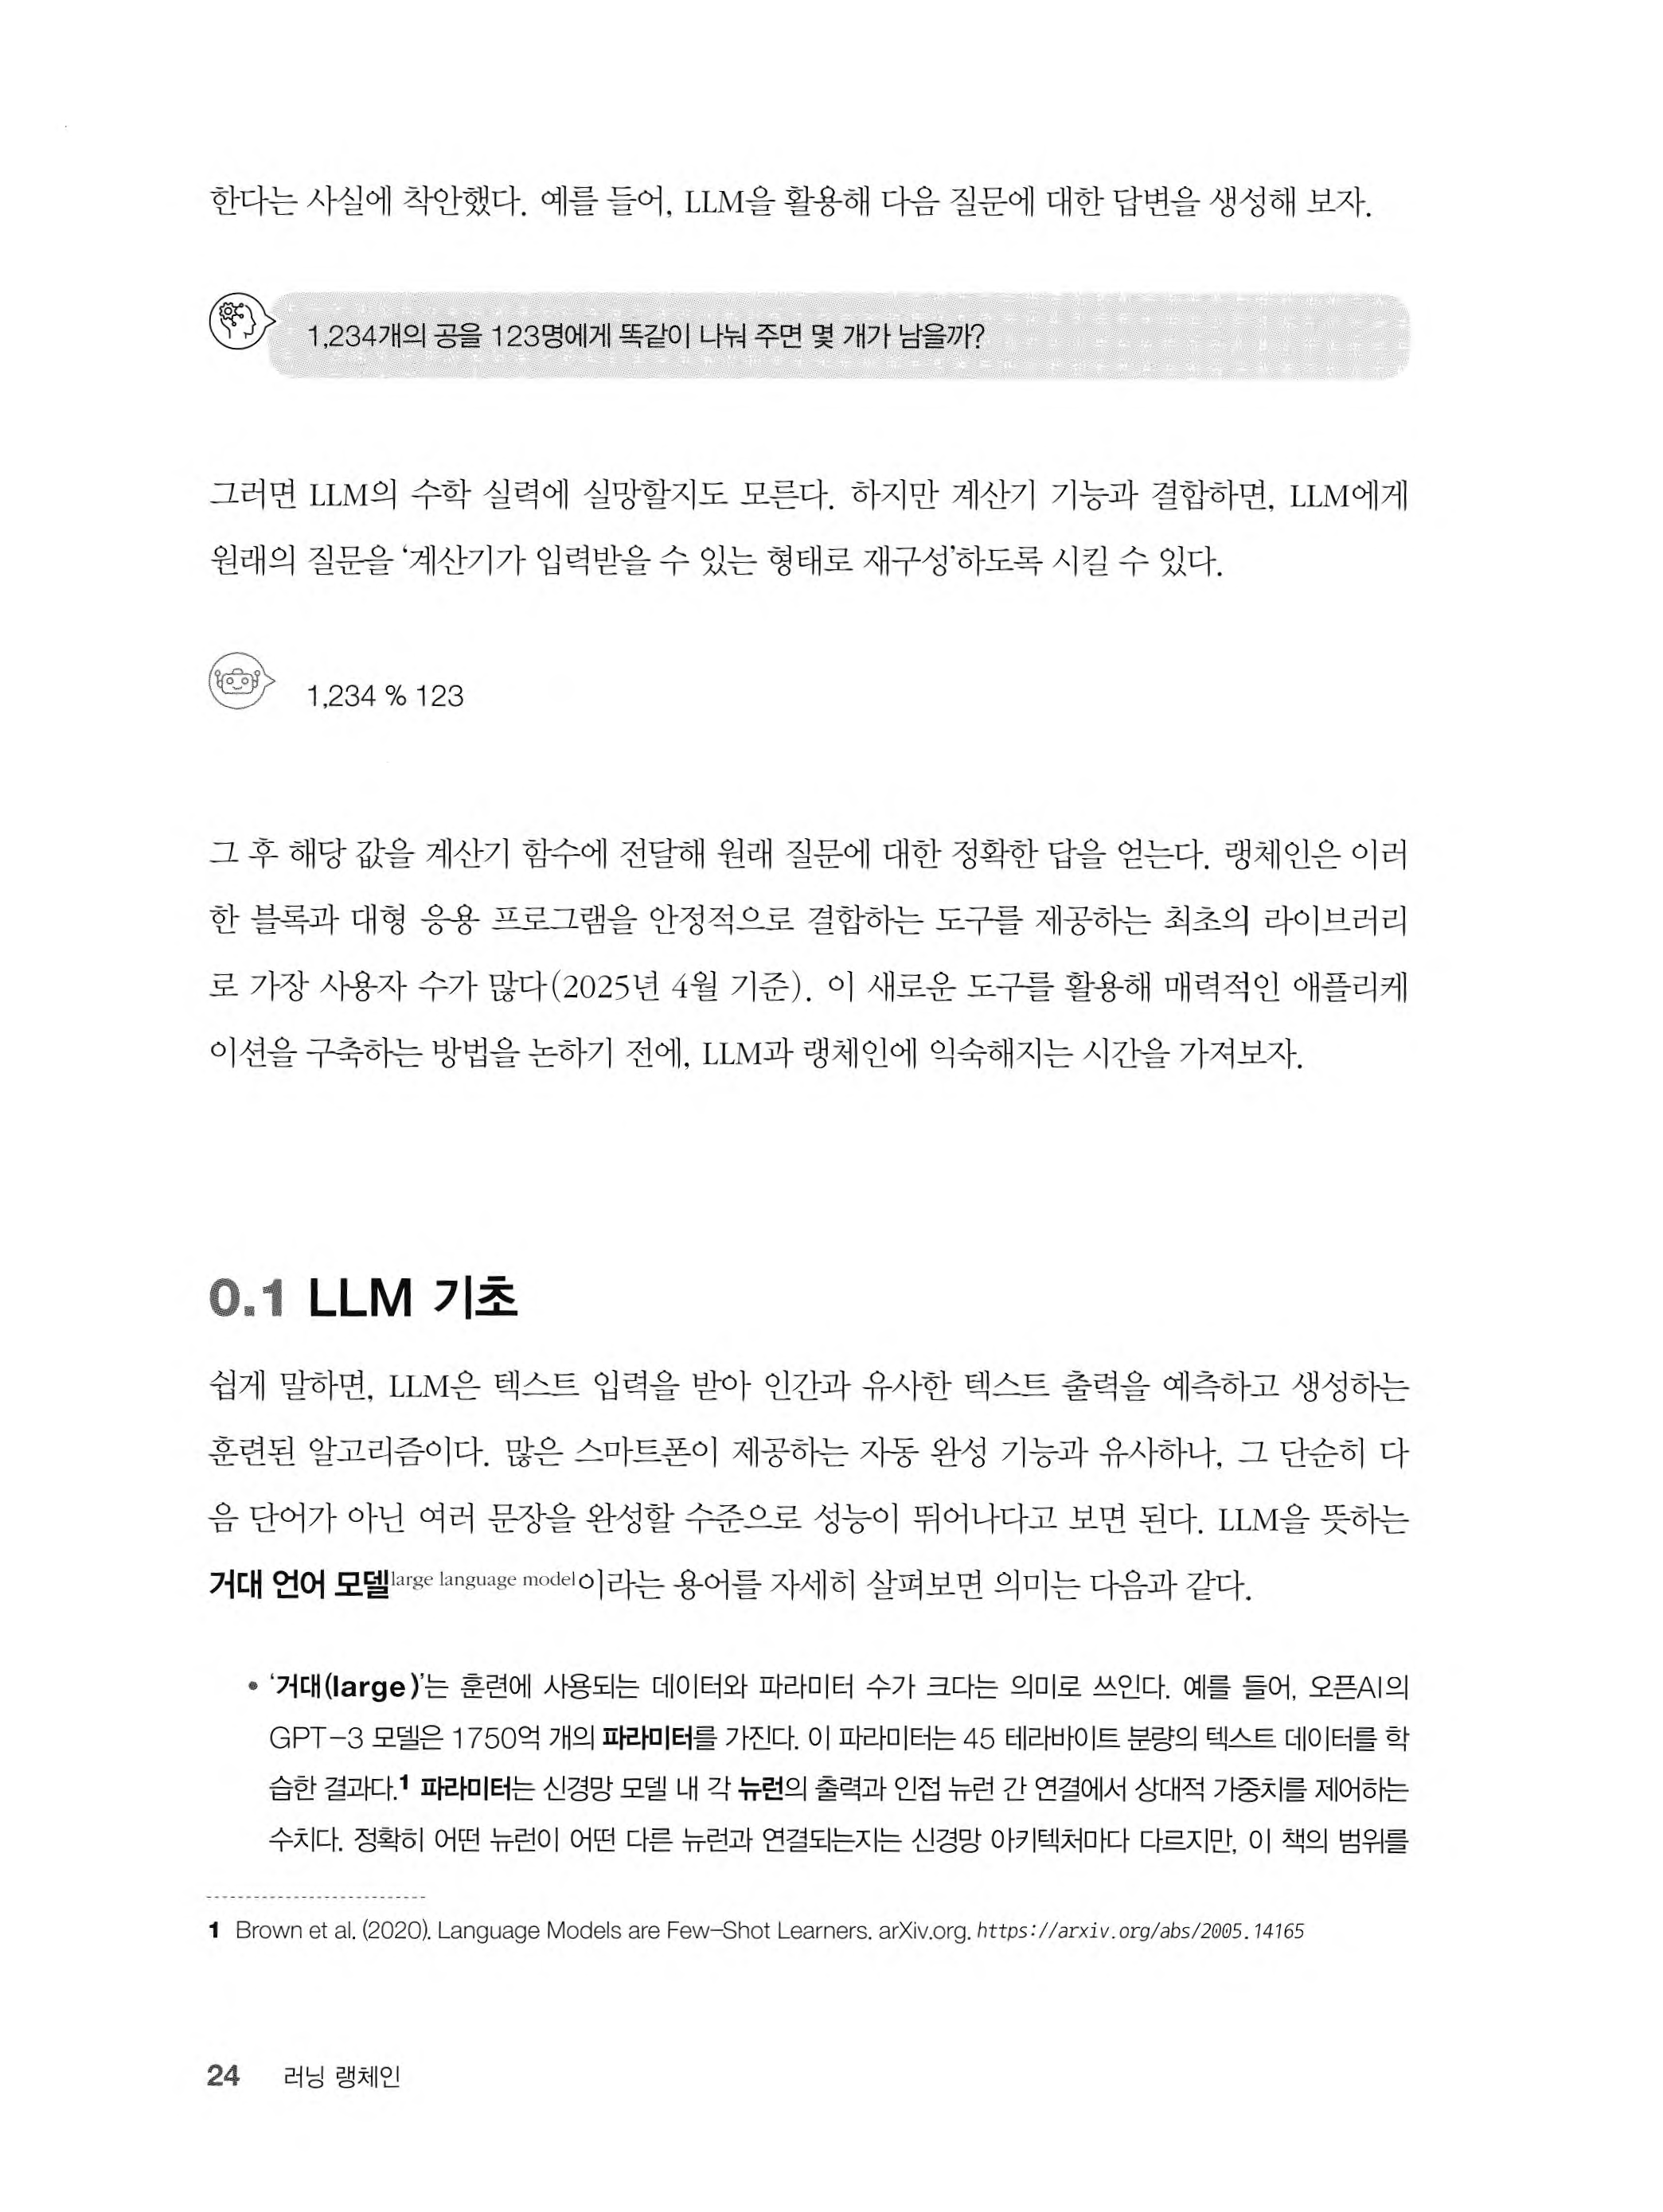 한다는 사실에 착안했다. 예를 들어, LLM을 활용해 다음 질문에 대한 답변을 생성해 보자.
1,234개의 공을 123명에게 똑같이 나눠 주면 몇 개가 남을까?
그러면 LLM의 수학 실력에 실망할지도 모른다. 하지만 계산기 기능과 결합하면, LLM에게
원래의 질문을 ‘계산기가 입력받을 수 있는 형태로 재구성’하도록 시킬 수 있다.
1,234 % 123
그 후 해당 값을 계산기 함수에 전달해 원래 질문에 대한 정확한 답을 얻는다. 랭체인은 이러
한 블록과 대형 응용 프로그램을 안정적으로 결합하는 도구를 제공하는 최초의 라이브러리
로 가장 사용자 수가 많다(2025년 4월 기준). 이 새로운 도구를 활용해 매력적인 애플리케
이션을 구축하는 방법을 논하기 전에, LLM과 랭체인에 익숙해지는 시간을 가져보자.
0.1 LLM 기초
쉽게 말하면, LLM은 텍스트 입력을 받아 인간과 유사한 텍스트 출력을 예측하고 생성하는
훈련된 알고리즘이다. 많은 스마트폰이 제공하는 자동 완성 기능과 유사하나, 그 단순히 다
음 단어가 아닌 여러 문장을 완성할 수준으로 성능이 뛰어나다고 보면 된다. LLM을 뜻하는
거대 언어 모델large language model이라는 용어를 자세히 살펴보면 의미는 다음과 같다.
• ‘거대(large)’는 훈련에 사용되는 데이터와 파라미터 수가 크다는 의미로 쓰인다. 예를 들어, 오픈AI의
GPT-3 모델은 1750억 개의 파라미터를 가진다. 이 파라미터는 45 테라바이트 분량의 텍스트 데이터를 학
습한 결과다.1 파라미터는 신경망 모델 내 각 뉴런의 출력과 인접 뉴런 간 연결에서 상대적 가중치를 제어하는
수치다. 정확히 어떤 뉴런이 어떤 다른 뉴런과 연결되는지는 신경망 아키텍처마다 다르지만, 이 책의 범위를
1 Brown et al. (2020). Language Models are Few-Shot Learners. arXiv.org. https://arxiv.org/abs/2005.14165
24 러닝 랭체인